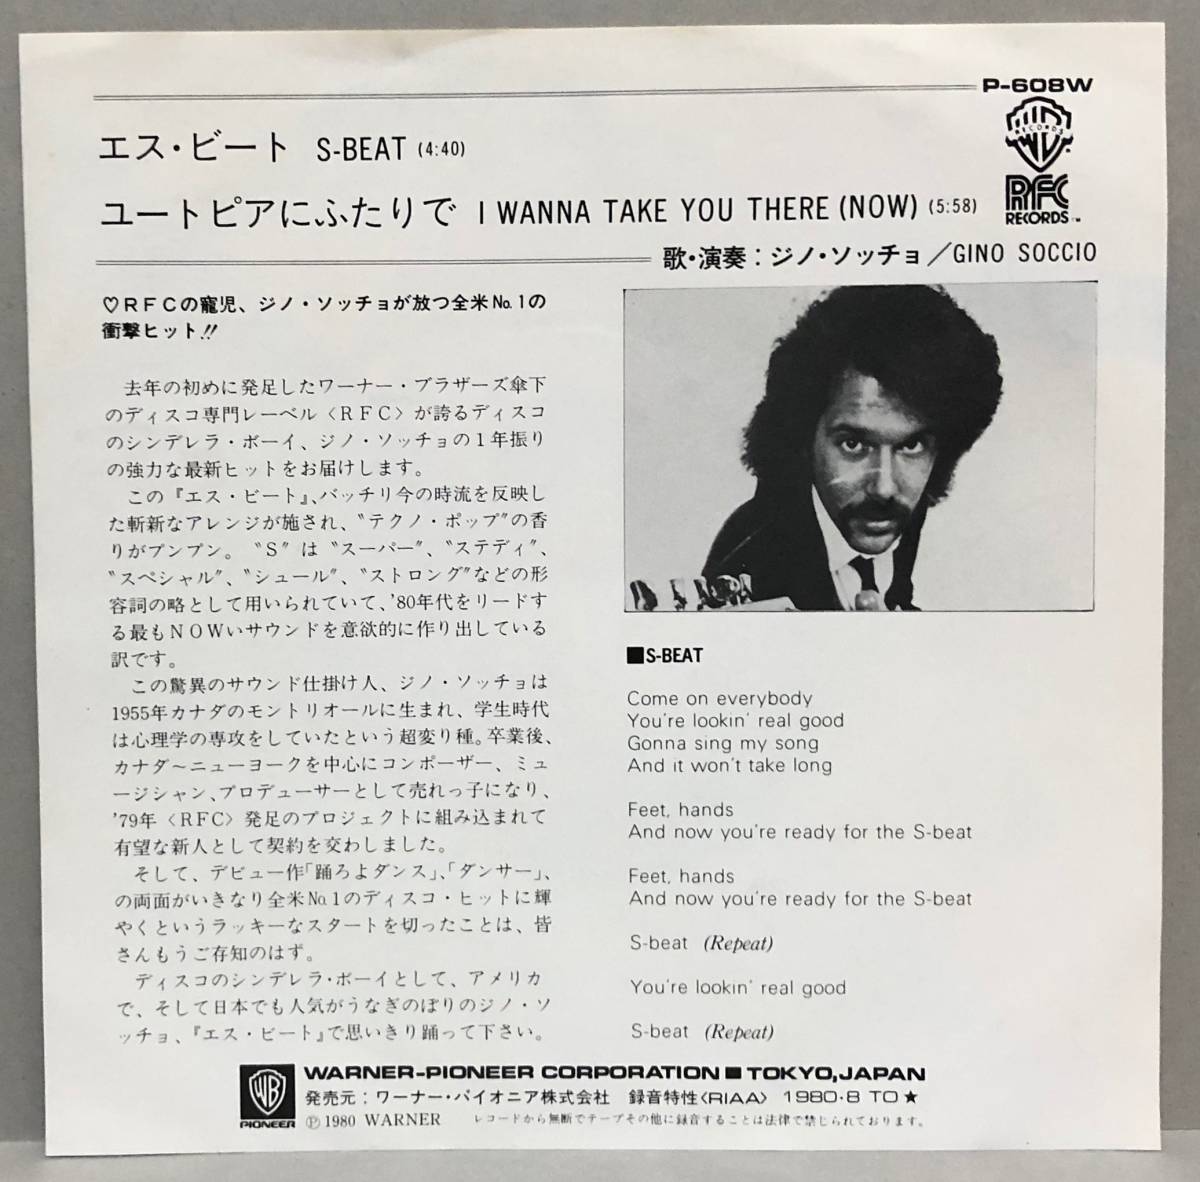 P-608W
エス・ビート S-BEAT (4:40)
ユートピアにふたりで I WANNA TAKE YOU THERE (NOW) (5:58)
W RECORDS
RFC
RECORDS
歌・演奏：ジノ・ソッチョ／GINO SOCCIO
♡RFCの寵児、ジノ・ソッチョが放つ全米No.1の
衝撃ヒット!!
去年の初めに発足したワーナー・ブラザーズ傘下
のディスコ専門レーベル〈RFC〉が誇るディスコ
のシンデレラ・ボーイ、ジノ・ソッチョの1年振り
の強力な最新ヒットをお届けします。
この『エス・ビート』、バッチリ今の時流を反映し
た斬新なアレンジが施され、“テクノ・ポップ”の香
りがプンプン。“S”は“スーパー”、“ステディ”、
“スペシャル”、“シュール”、“ストロング”などの形
容詞の略として用いられていて、'80年代をリードす
る最もNOWいサウンドを意欲的に作り出している
訳です。
この驚異のサウンド仕掛け人、ジノ・ソッチョは
1955年カナダのモントリオールに生まれ、学生時代
は心理学の専攻をしていたという超変り種。卒業後、
カナダ〜ニューヨークを中心にコンポーザー、ミュ
ージシャン、プロデューサーとして売れっ子になり、
'79年〈RFC〉発足のプロジェクトに組み込まれて
有望な新人として契約を交わしました。
そして、デビュー作「踊ろよダンス」、「ダンサー」、
の両面がいきなり全米No.1のディスコ・ヒットに輝
やくというラッキーなスタートを切ったことは、皆
さんもうご存知のはず。
ディスコのシンデレラ・ボーイとして、アメリカ
で、そして日本でも人気がうなぎのぼりのジノ・ソ
ッチョ、『エス・ビート』で思いきり踊って下さい。
■S-BEAT
Come on everybody
You're lookin' real good
Gonna sing my song
And it won't take long
Feet, hands
And now you're ready for the S-beat
Feet, hands
And now you're ready for the S-beat
S-beat (Repeat)
You're lookin' real good
S-beat (Repeat)
WB
PIONEER
WARNER-PIONEER CORPORATION ■ TOKYO, JAPAN
発売元：ワーナー・パイオニア株式会社 録音特性〈RIAA〉 1980·8 TO★
Ⓟ1980 WARNER レコードから無断でテープその他に録音することは法律で禁じられております。